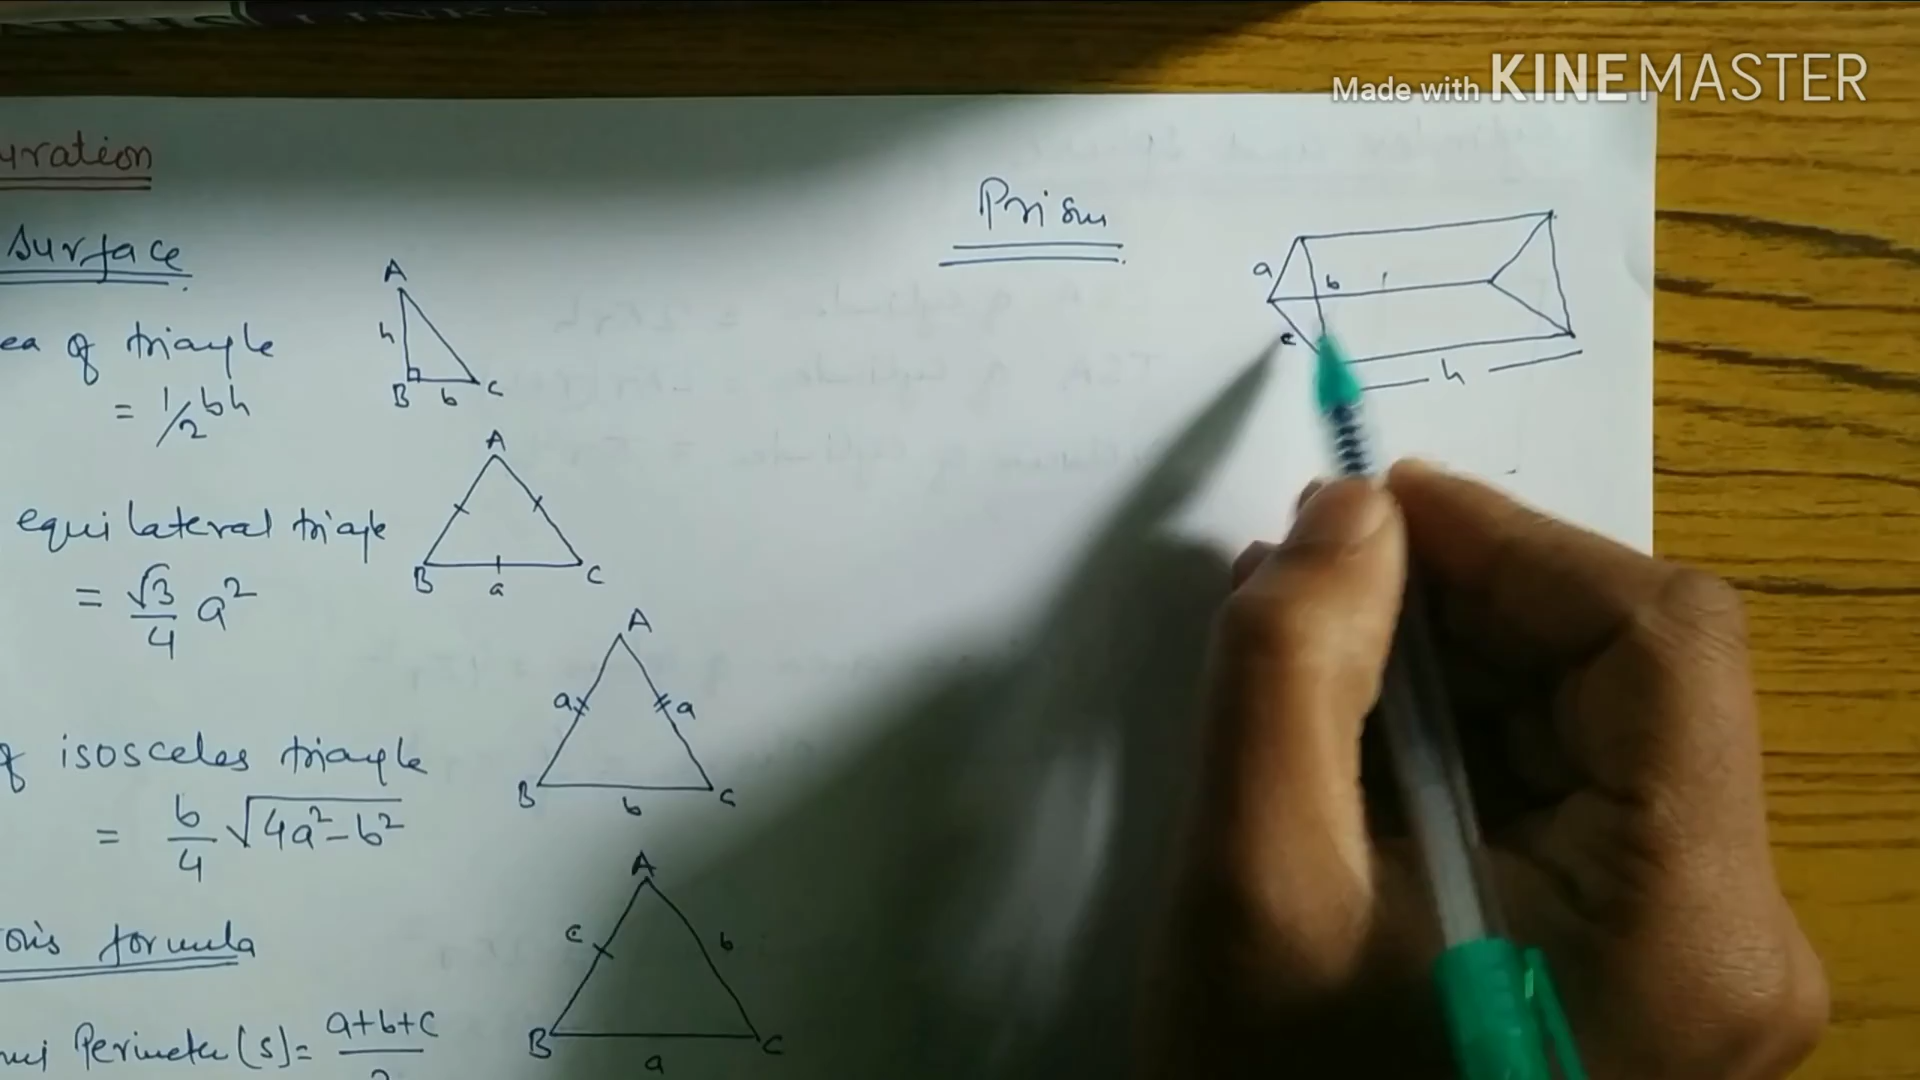 LINKS
Made with KINEMASTER
uration
surface
ea of triangle
= 1/2 bh
A
h
B b C
equilateral triangle
= √3/4 a²
A
B a C
f isosceles triangle
= b/4 √4a²-b²
A
a a
B b C
formula
Perimeter (s) = a+b+c
A
c b
B a C
Prism
a b
c
h